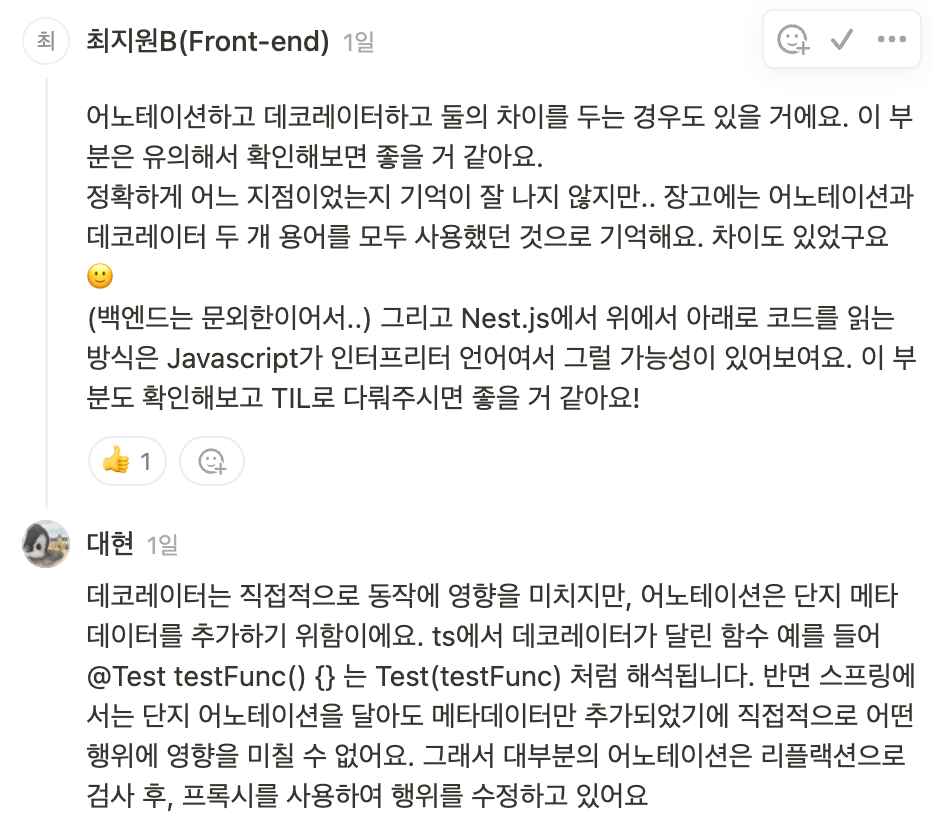 최
최지원B(Front-end) 1일
어노테이션하고 데코레이터하고 둘의 차이를 두는 경우도 있을 거에요. 이 부
분은 유의해서 확인해보면 좋을 거 같아요.
정확하게 어느 지점이었는지 기억이 잘 나지 않지만.. 장고에는 어노테이션과
데코레이터 두 개 용어를 모두 사용했던 것으로 기억해요. 차이도 있었구요
🙂
(백엔드는 문외한이어서..) 그리고 Nest.js에서 위에서 아래로 코드를 읽는
방식은 Javascript가 인터프리터 언어여서 그럴 가능성이 있어보여요. 이 부
분도 확인해보고 TIL로 다뤄주시면 좋을 거 같아요!
👍 1
대현 1일
데코레이터는 직접적으로 동작에 영향을 미치지만, 어노테이션은 단지 메타
데이터를 추가하기 위함이에요. ts에서 데코레이터가 달린 함수 예를 들어
@Test testFunc() {} 는 Test(testFunc) 처럼 해석됩니다. 반면 스프링에
서는 단지 어노테이션을 달아도 메타데이터만 추가되었기에 직접적으로 어떤
행위에 영향을 미칠 수 없어요. 그래서 대부분의 어노테이션은 리플랙션으로
검사 후, 프록시를 사용하여 행위를 수정하고 있어요